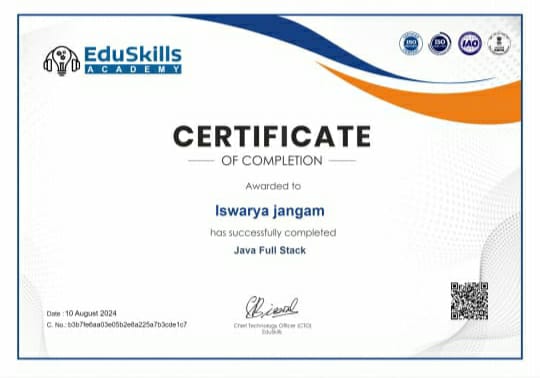 EduSkills
ACADEMY
ISO
ISO
IAO
CERTIFICATE
OF COMPLETION
Awarded to
Iswarya jangam
has successfully completed
Java Full Stack
Date : 10 August 2024
C. No.: b3b7fe6aa03e05b2e8a225a7b3cde1c7
Chief Technology Officer (CTO)
EduSkills